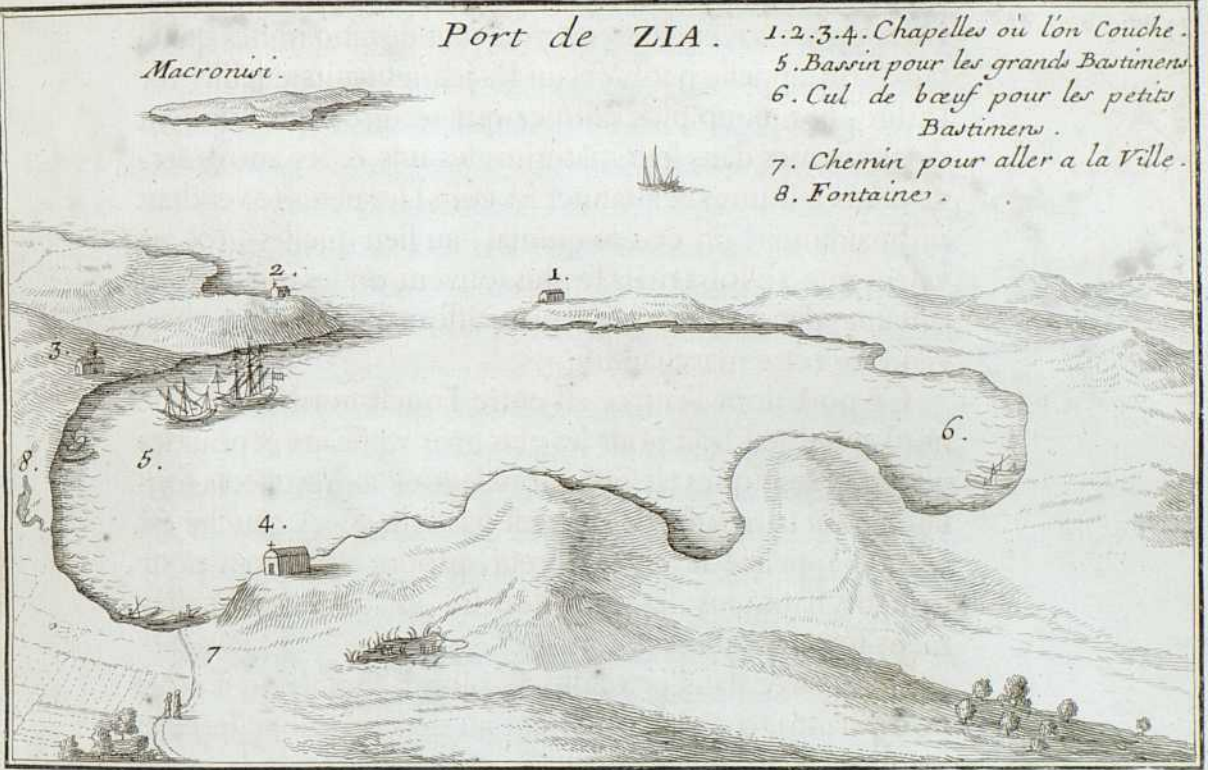 Port de ZIA.
Macronisi.
1.2.3.4. Chapelles où l'on Couche.
5. Bassin pour les grands Bastimens
6. Cul de bœuf pour les petits
Bastimens.
7. Chemin pour aller a la Ville.
8. Fontaine.
2.
1.
3.
6.
8.
5.
4.
7